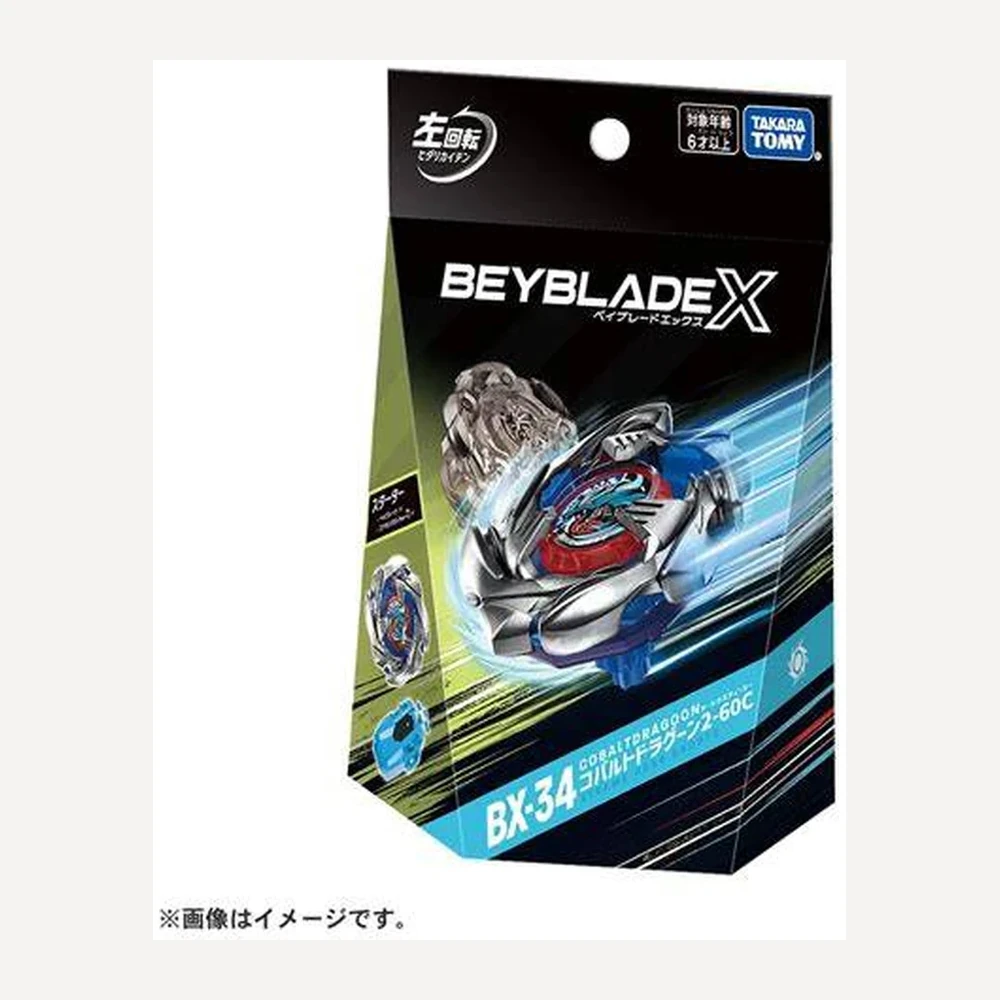 左回転
ヒダリカイテン
対象年齢
6才以上
TAKARA
TOMY
BEYBLADE X
ベイブレードエックス
スターター
COBALTDRAGOON
BX-34 コバルトドラグーン2-60C
※画像はイメージです。